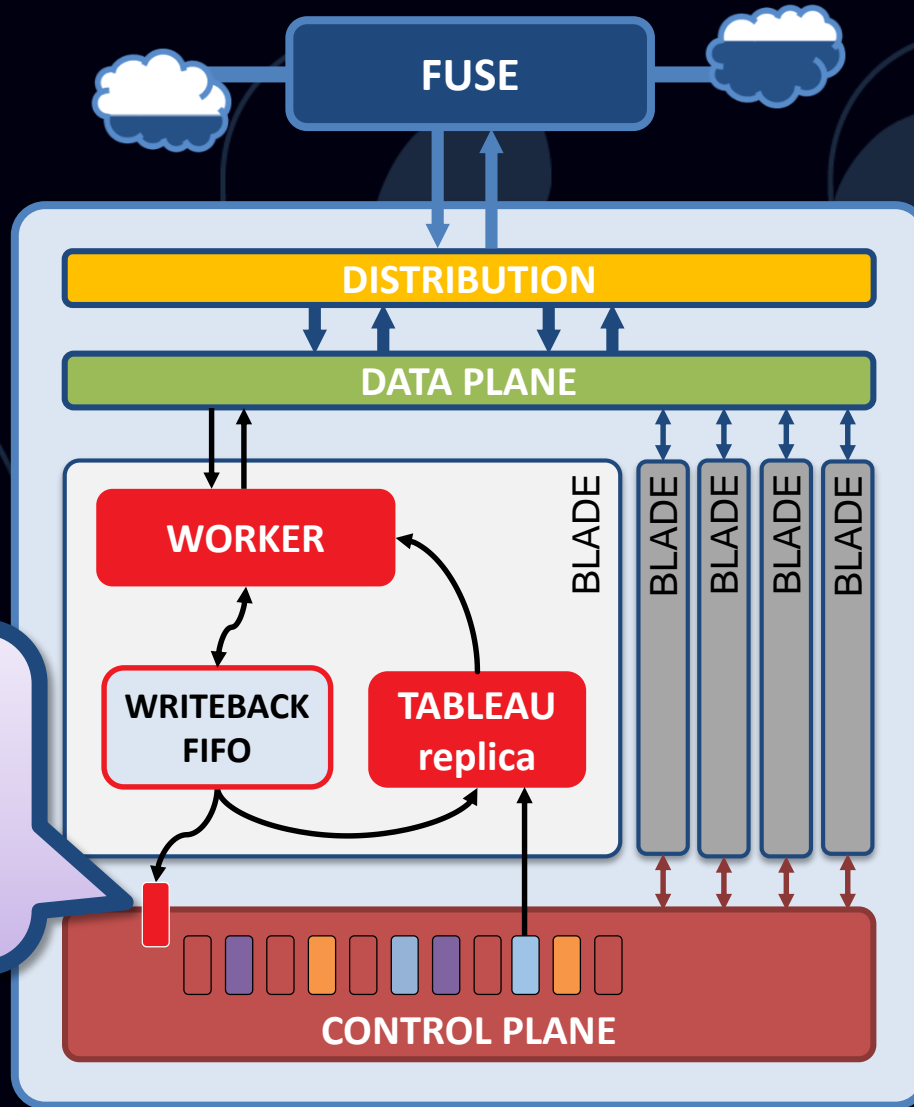 FUSE
DISTRIBUTION
DATA PLANE
WORKER
BLADE
BLADE
BLADE
BLADE
BLADE
WRITEBACK
FIFO
TABLEAU
replica
CONTROL PLANE